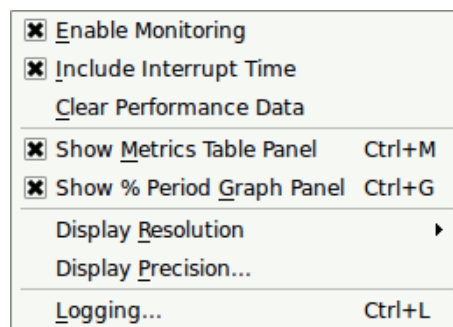 Enable Monitoring
Include Interrupt Time
Clear Performance Data
Show Metrics Table Panel Ctrl+M
Show % Period Graph Panel Ctrl+G
Display Resolution
Display Precision...
Logging... Ctrl+L